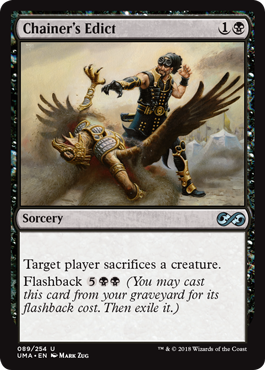 Chainer's Edict 1
Sorcery
Target player sacrifices a creature.
Flashback 5 (You may cast
this card from your graveyard for its
flashback cost. Then exile it.)
089/254 U
UMA • EN Mark Zug
™ & © 2018 Wizards of the Coast